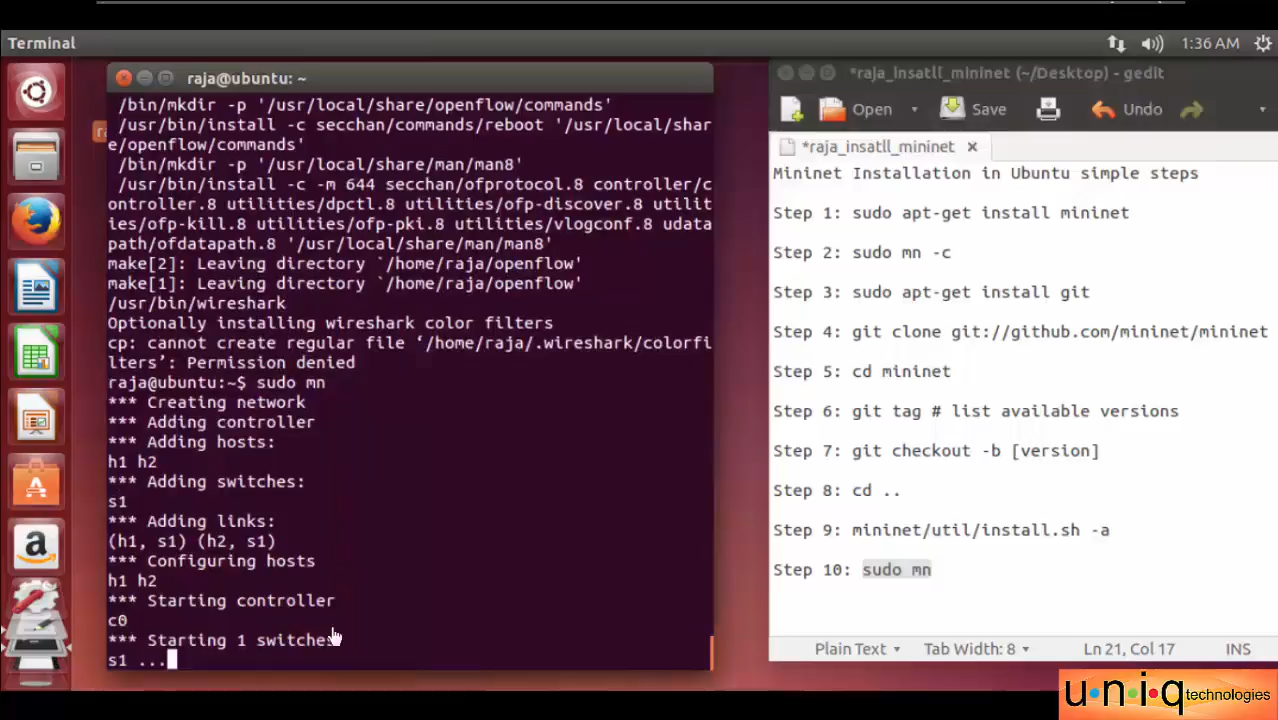 Terminal
1:36 AM
raja@ubuntu: ~
/bin/mkdir -p '/usr/local/share/openflow/commands'
/usr/bin/install -c secchan/commands/reboot '/usr/local/shar
e/openflow/commands'
/bin/mkdir -p '/usr/local/share/man/man8'
/usr/bin/install -c -m 644 secchan/ofprotocol.8 controller/c
ontroller.8 utilities/dpctl.8 utilities/ofp-discover.8 utilit
ies/ofp-kill.8 utilities/ofp-pki.8 utilities/vlogconf.8 udata
path/ofdatapath.8 '/usr/local/share/man/man8'
make[2]: Leaving directory `/home/raja/openflow'
make[1]: Leaving directory `/home/raja/openflow'
/usr/bin/wireshark
Optionally installing wireshark color filters
cp: cannot create regular file ‘/home/raja/.wireshark/colorfi
lters’: Permission denied
raja@ubuntu:~$ sudo mn
*** Creating network
*** Adding controller
*** Adding hosts:
h1 h2
*** Adding switches:
s1
*** Adding links:
(h1, s1) (h2, s1)
*** Configuring hosts
h1 h2
*** Starting controller
c0
*** Starting 1 switches
s1 ...
*raja_insatll_mininet (~/Desktop) - gedit
Open Save Undo
*raja_insatll_mininet
Mininet Installation in Ubuntu simple steps
Step 1: sudo apt-get install mininet
Step 2: sudo mn -c
Step 3: sudo apt-get install git
Step 4: git clone git://github.com/mininet/mininet
Step 5: cd mininet
Step 6: git tag # list available versions
Step 7: git checkout -b [version]
Step 8: cd ..
Step 9: mininet/util/install.sh -a
Step 10: sudo mn
Plain Text Tab Width: 8 Ln 21, Col 17 INS
u·n·i·q technologies